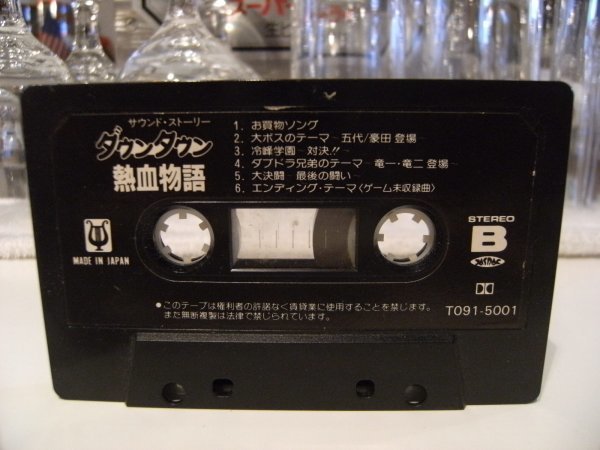 スーパー
サウンド・ストーリー
ダウンタウン
熱血物語
1. お買物ソング
2. 大ボスのテーマ~五代/豪田 登場~
3. 冷峰学園~対決!!~
4. ダブドラ兄弟のテーマ~竜一・竜二 登場~
5. 大決闘~最後の闘い~
6. エンディング・テーマ〈ゲーム未収録曲〉
MADE IN JAPAN
STEREO
B
●このテープは権利者の許諾なく賃貸業に使用することを禁じます。
また無断複製は法律で禁じられています。
T091-5001